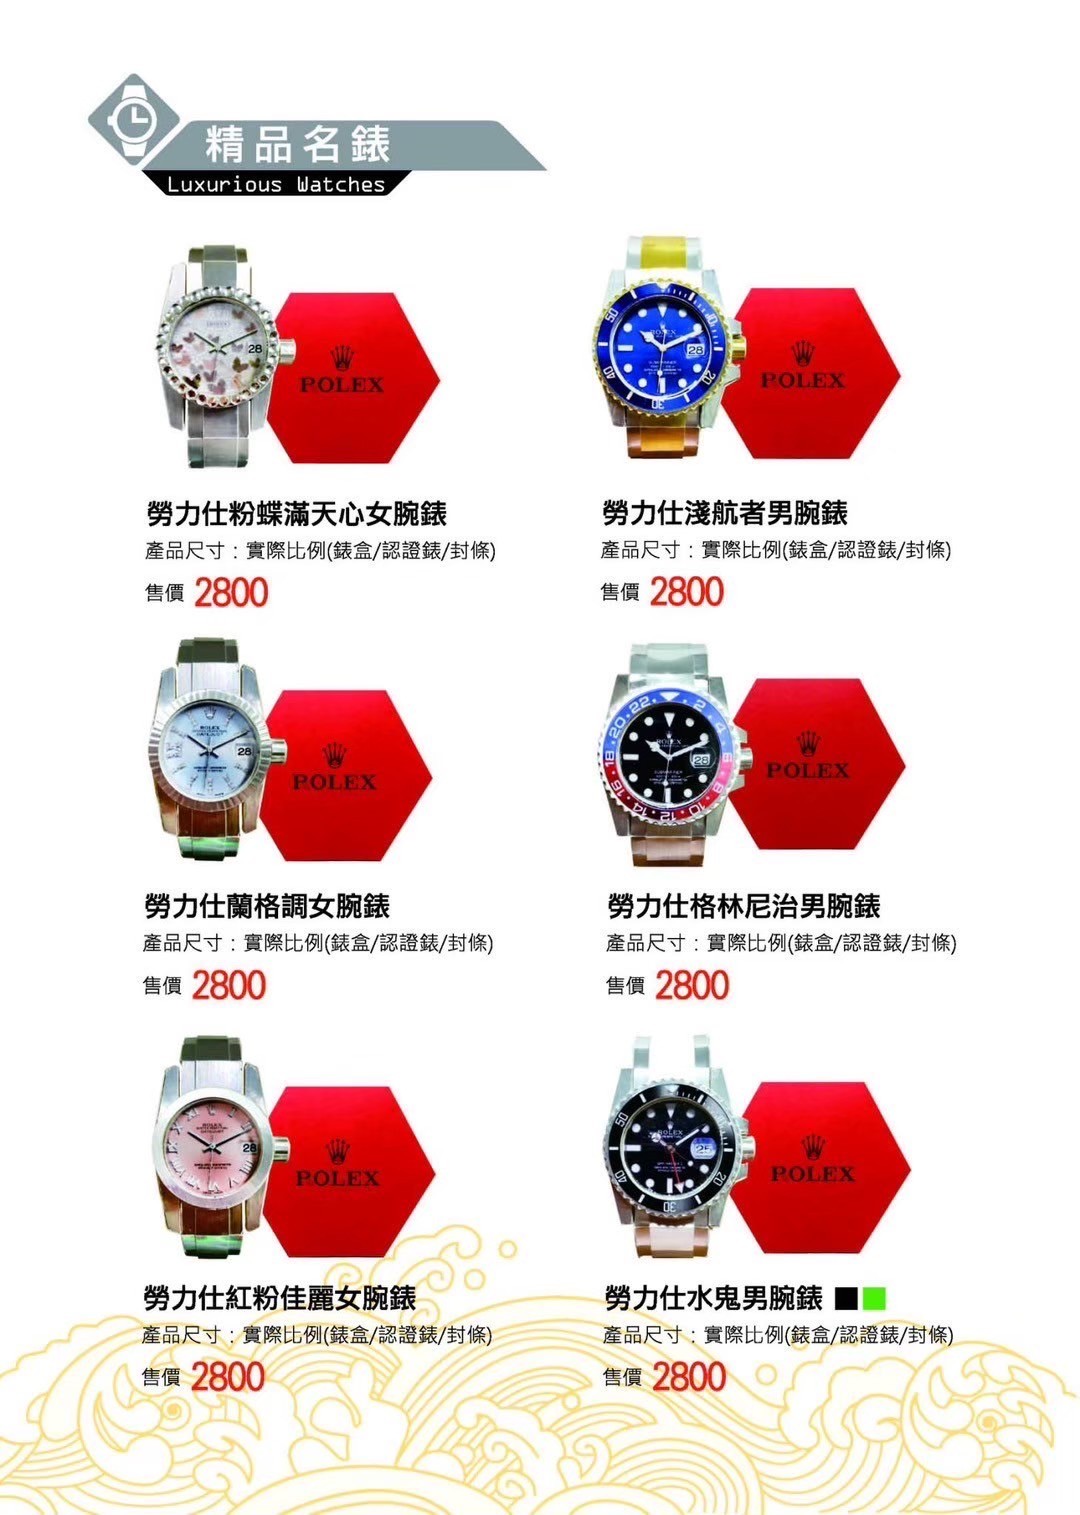 精品名錶
Luxurious Watches
ROLEX
ROLEX
勞力仕粉蝶滿天心女腕錶
產品尺寸：實際比例(錶盒/認證錶/封條)
售價 2800
勞力仕淺航者男腕錶
產品尺寸：實際比例(錶盒/認證錶/封條)
售價 2800
ROLEX
ROLEX
勞力仕蘭格調女腕錶
產品尺寸：實際比例(錶盒/認證錶/封條)
售價 2800
勞力仕格林尼治男腕錶
產品尺寸：實際比例(錶盒/認證錶/封條)
售價 2800
ROLEX
ROLEX
勞力仕紅粉佳麗女腕錶
產品尺寸：實際比例(錶盒/認證錶/封條)
售價 2800
勞力仕水鬼男腕錶
產品尺寸：實際比例(錶盒/認證錶/封條)
售價 2800